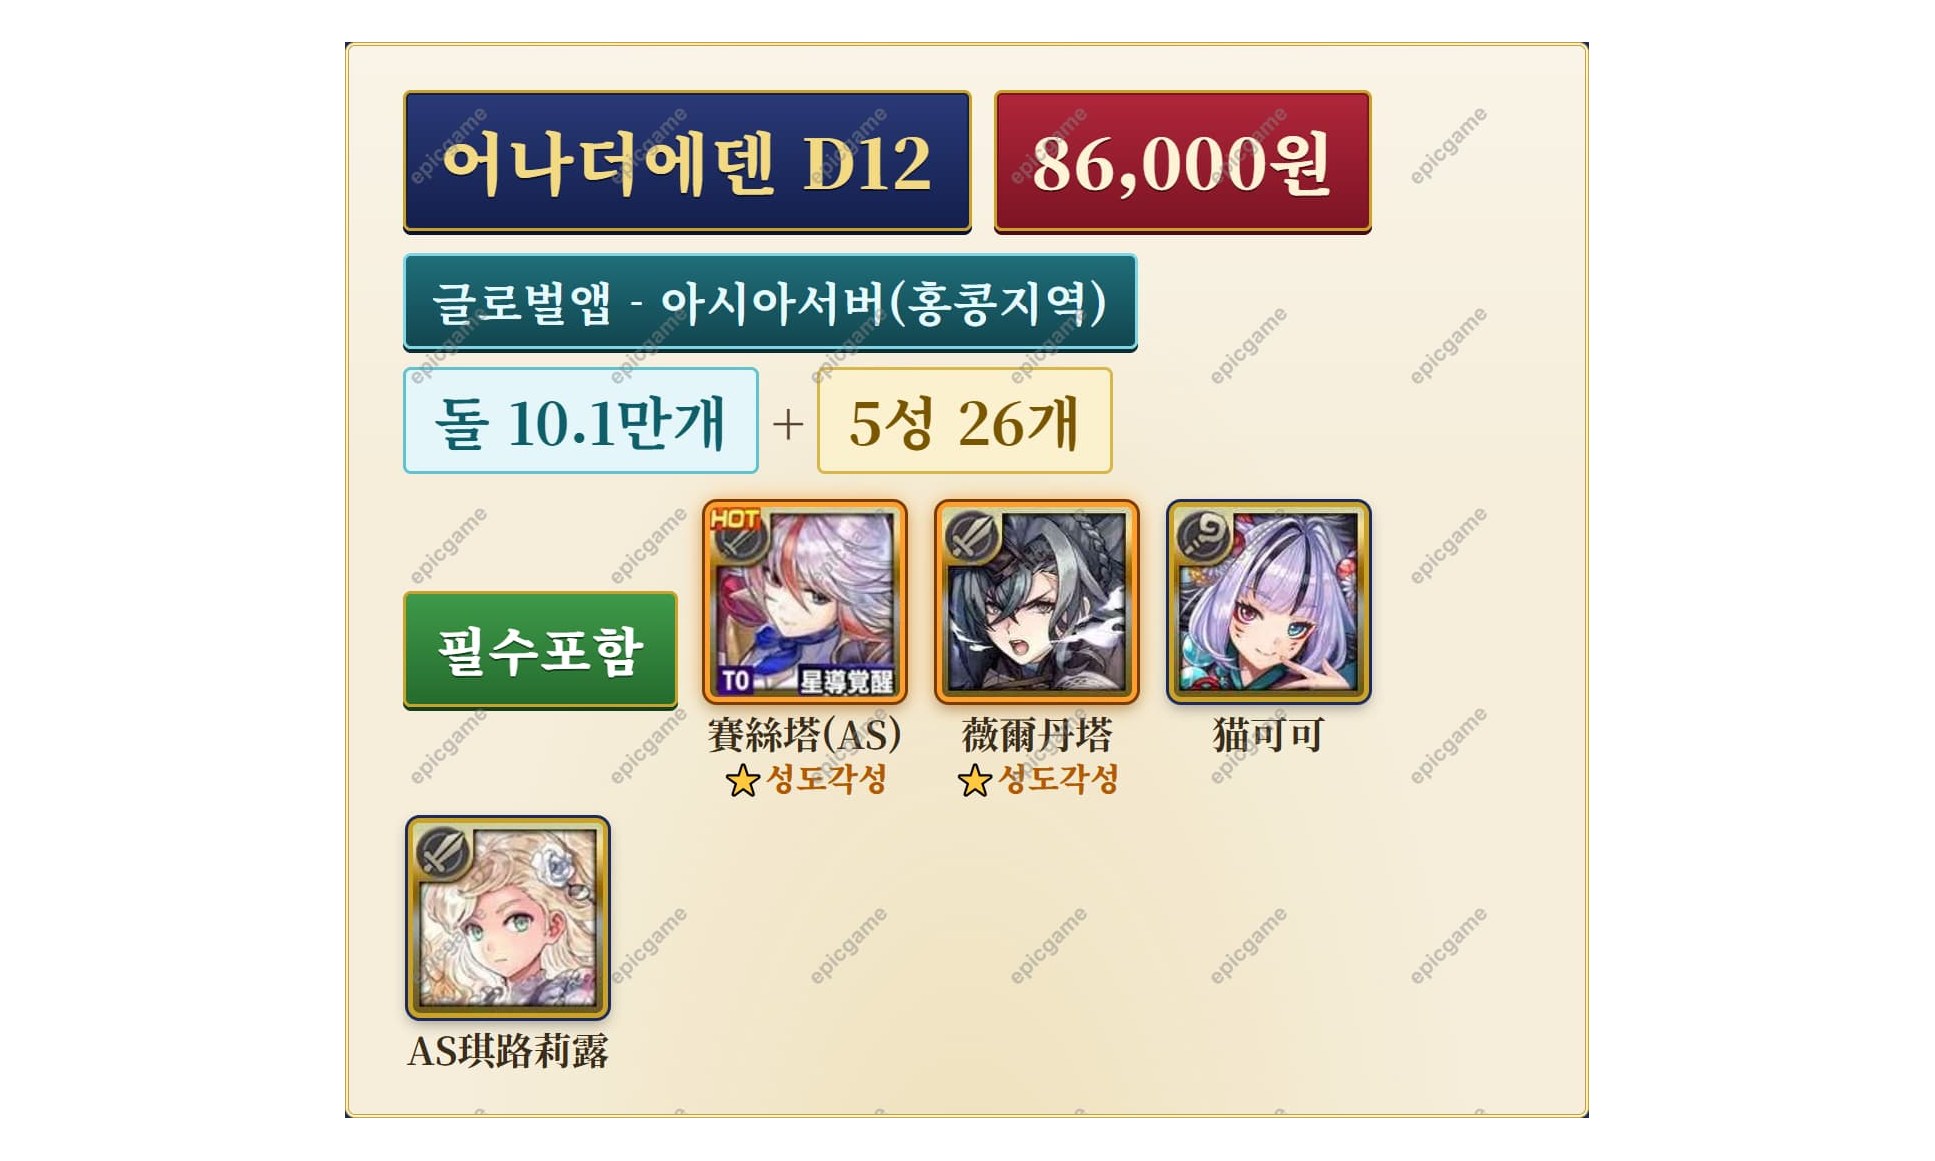 어나더에덴 D12
86,000원
글로벌앱 - 아시아서버(홍콩지역)
돌 10.1만개 + 5성 26개
필수포함
HOT
T0
星導覚醒
賽絲塔(AS)
⭐성도각성
薇爾丹塔
⭐성도각성
猫可可
AS琪路莉露
epicgame